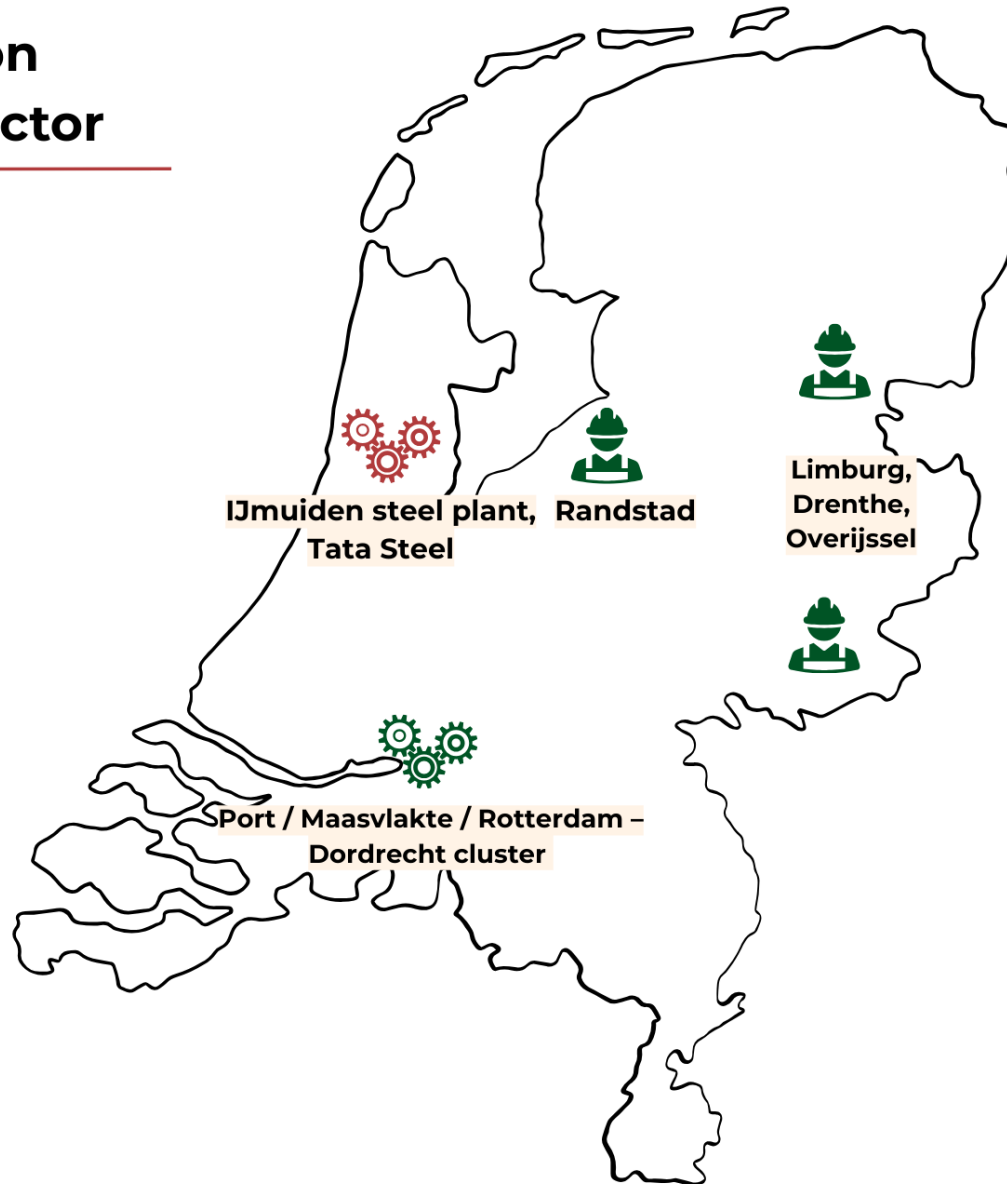 on
ctor
IJmuiden steel plant,
Tata Steel
Randstad
Limburg,
Drenthe,
Overijssel
Port / Maasvlakte / Rotterdam –
Dordrecht cluster